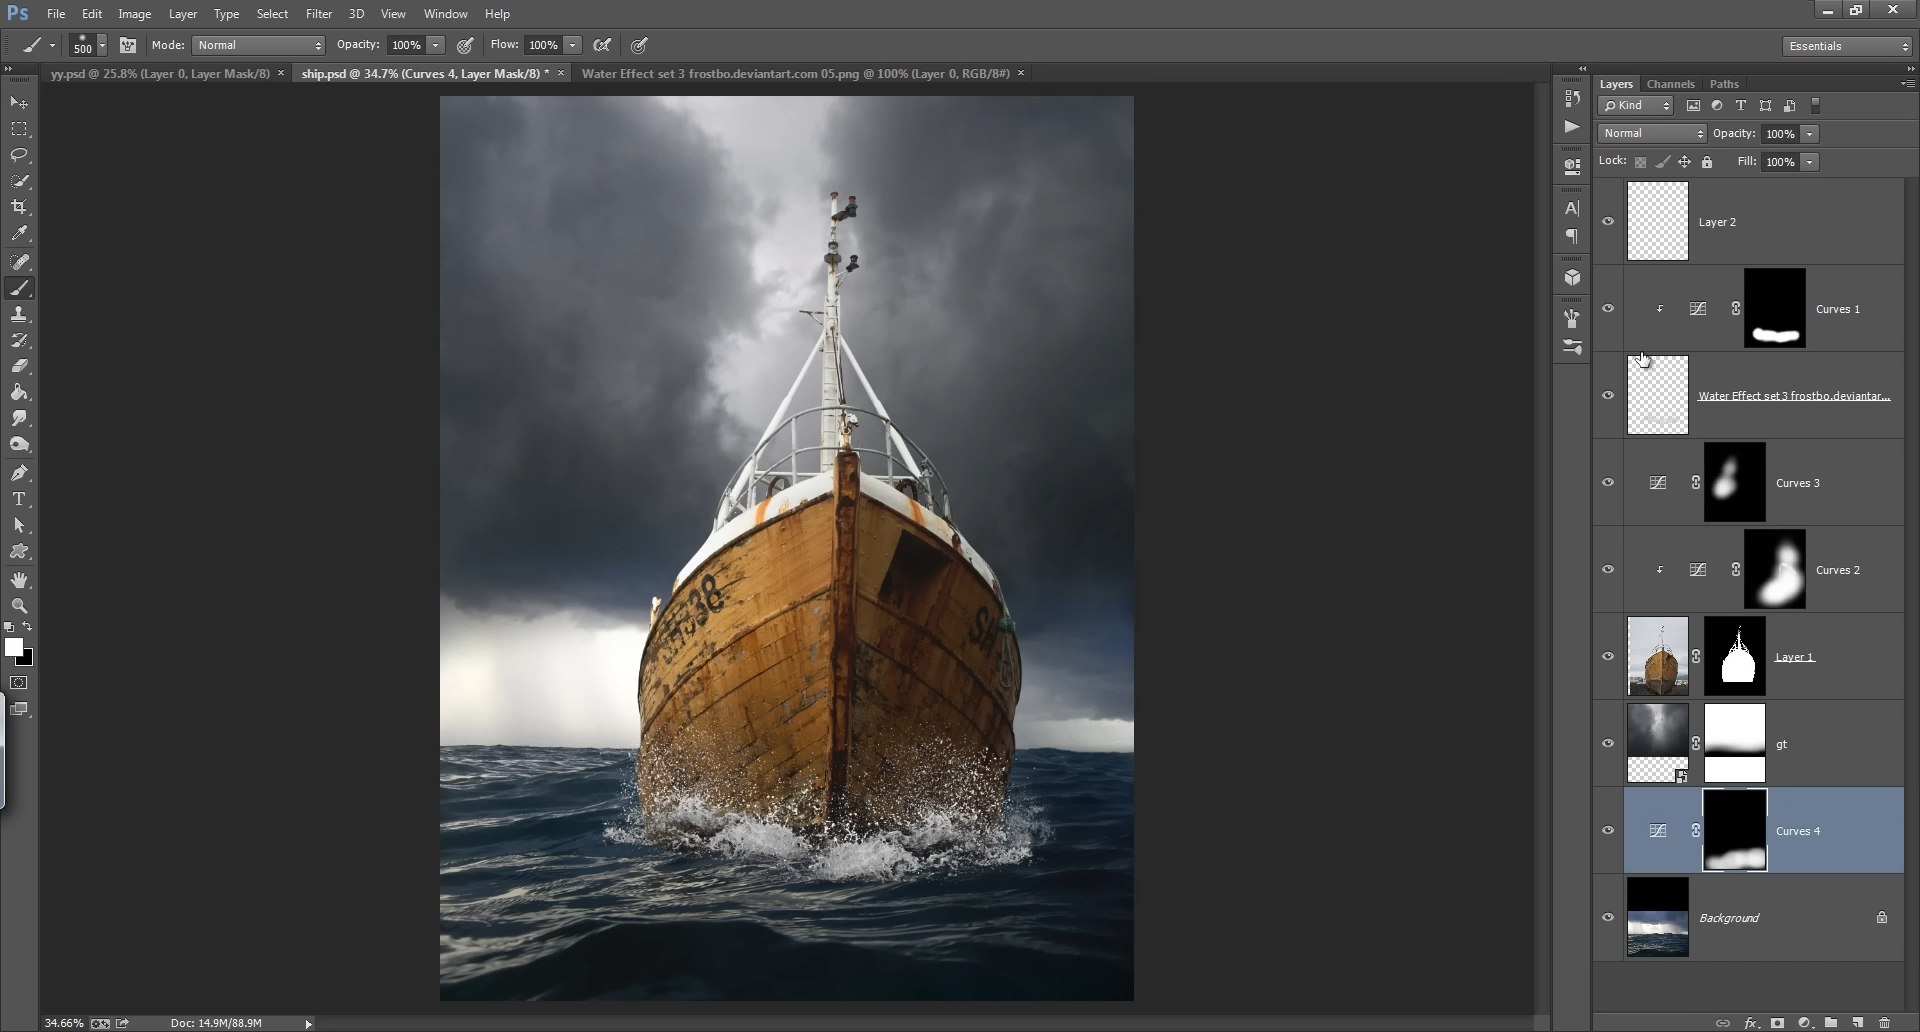 Ps File Edit Image Layer Type Select Filter 3D View Window Help
500 Mode: Normal Opacity: 100% Flow: 100% Essentials
yy.psd @ 25.8% (Layer 0, Layer Mask/8) × ship.psd @ 34.7% (Curves 4, Layer Mask/8) * × Water Effect set 3 frostbo.deviantart.com 05.png @ 100% (Layer 0, RGB/8#) ×
Layers Channels Paths
Kind
Normal Opacity: 100%
Lock: Fill: 100%
Layer 2
Curves 1
Water Effect set 3 frostbo.deviantar...
Curves 3
Curves 2
Layer 1
gt
Curves 4
Background
34.66% Doc: 14.9M/88.9M